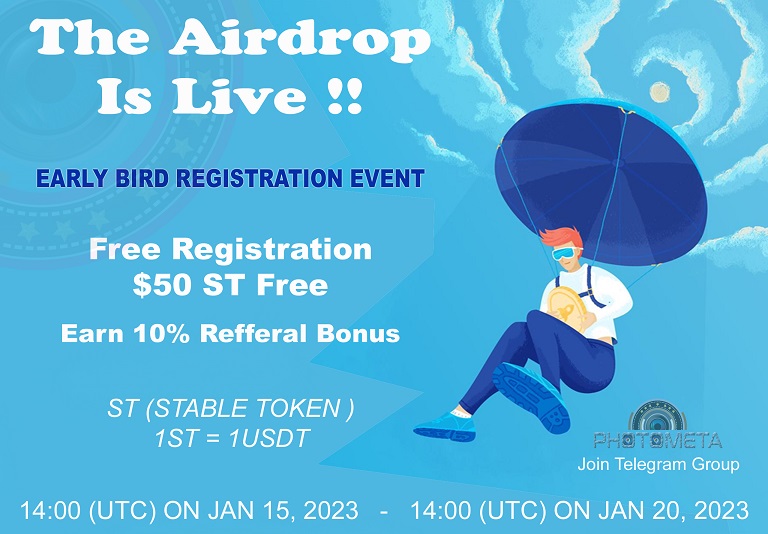 The Airdrop
Is Live !!
EARLY BIRD REGISTRATION EVENT
Free Registration
$50 ST Free
Earn 10% Refferal Bonus
ST (STABLE TOKEN )
1ST = 1USDT
PHOTOMETA
Join Telegram Group
14:00 (UTC) ON JAN 15, 2023 - 14:00 (UTC) ON JAN 20, 2023